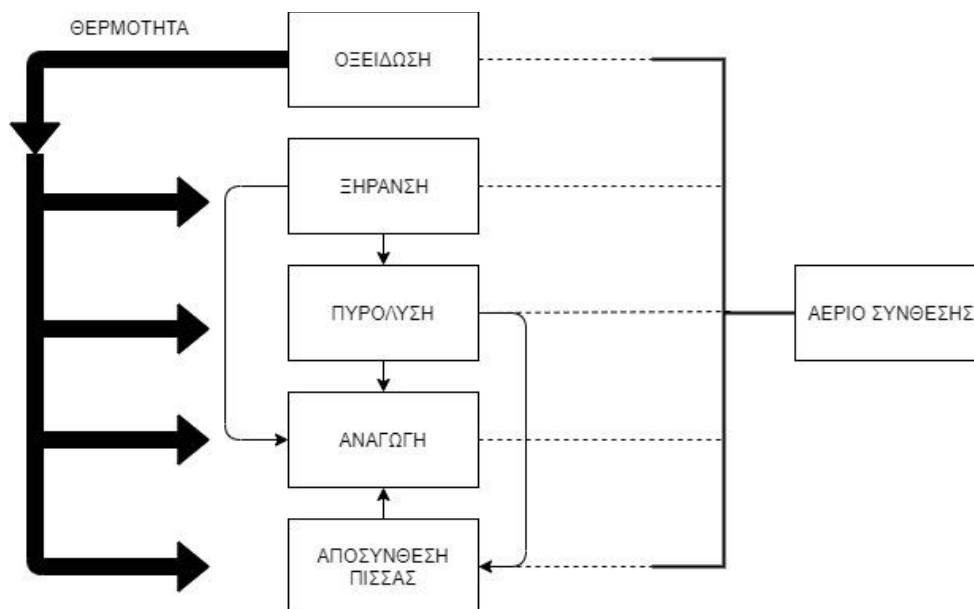 ΘΕΡΜΟΤΗΤΑ
ΟΞΕΙΔΩΣΗ
ΞΗΡΑΝΣΗ
ΠΥΡΟΛΥΣΗ
ΑΕΡΙΟ ΣΥΝΘΕΣΗΣ
ΑΝΑΓΩΓΗ
ΑΠΟΣΥΝΘΕΣΗ
ΠΙΣΣΑΣ